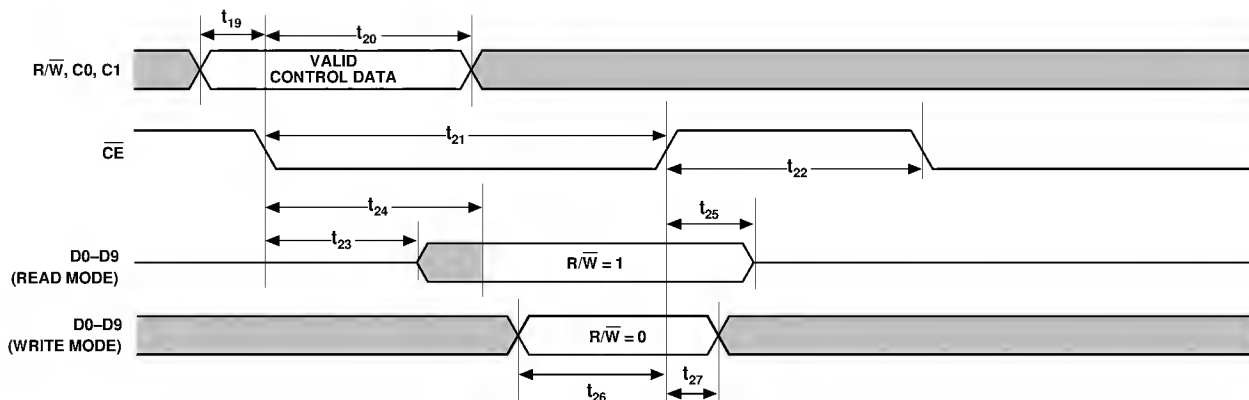 t19
t20
R/W̅, C0, C1
VALID
CONTROL DATA
t21
C̅E̅
t22
t24
t25
t23
D0–D9
(READ MODE)
R/W̅ = 1
D0–D9
(WRITE MODE)
R/W̅ = 0
t26
t27